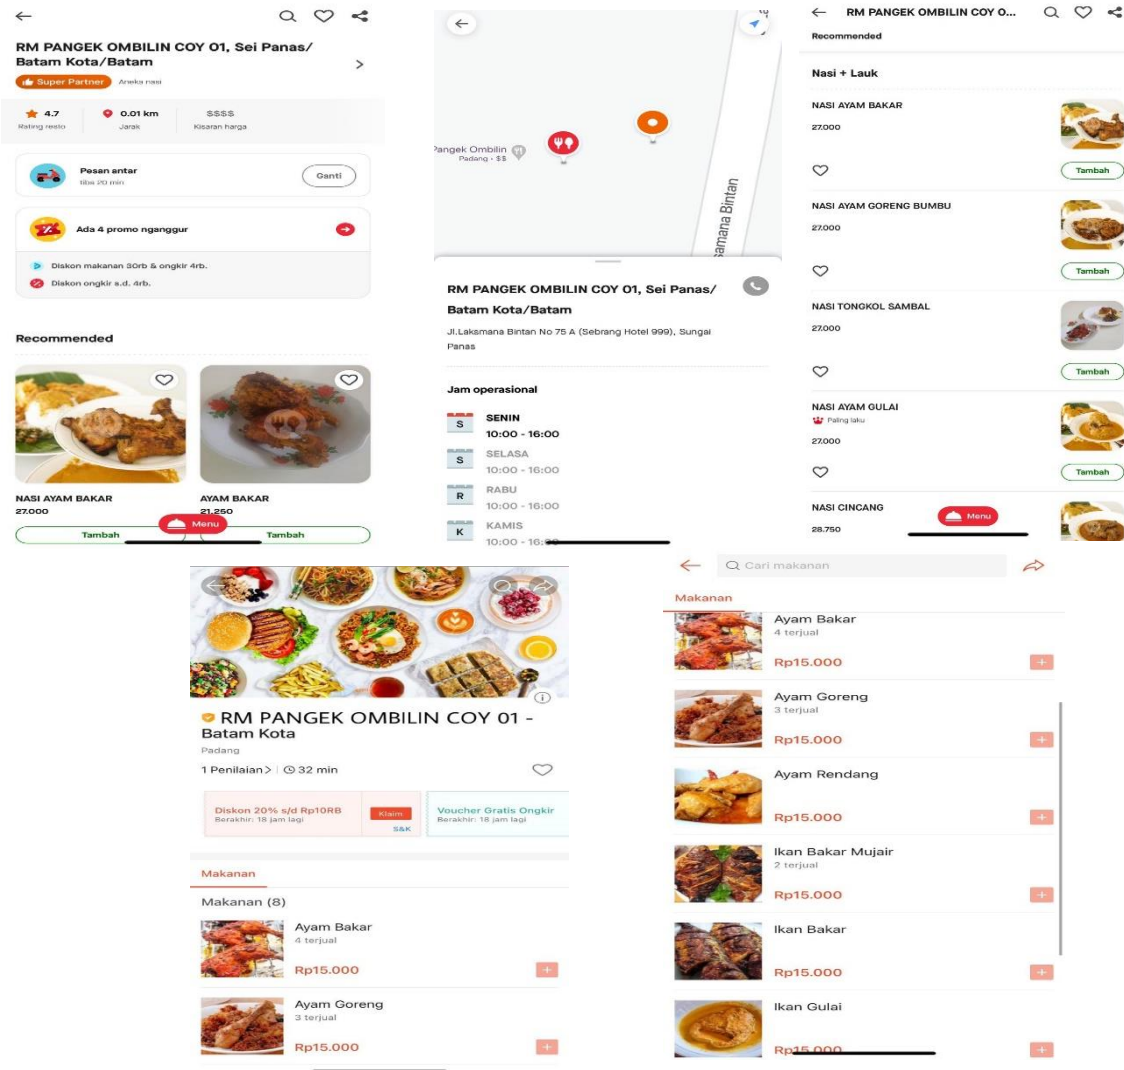 RM PANGEK OMBILIN COY 01, Sei Panas/
Batam Kota/Batam
Super Partner
Aneka nasi
4.7
0.01 km
$$$$
Rating resto
Jarak
Kisaran harga
Pesan antar
tiba 20 min
Ganti
Ada 4 promo nganggur
Diskon makanan 30rb & ongkir 4rb.
Diskon ongkir s.d. 4rb.
Recommended
NASI AYAM BAKAR
27.000
Tambah
AYAM BAKAR
21.250
Tambah
Menu
Pangek Ombilin
Padang • $$
samana Bintan
RM PANGEK OMBILIN COY 01, Sei Panas/
Batam Kota/Batam
Jl.Laksmana Bintan No 75 A (Sebrang Hotel 999), Sungai
Panas
Jam operasional
S
SENIN
10:00 - 16:00
S
SELASA
10:00 - 16:00
R
RABU
10:00 - 16:00
K
KAMIS
10:00 - 16:00
RM PANGEK OMBILIN COY O...
Recommended
Nasi + Lauk
NASI AYAM BAKAR
27.000
Tambah
NASI AYAM GORENG BUMBU
27.000
Tambah
NASI TONGKOL SAMBAL
27.000
Tambah
NASI AYAM GULAI
Paling laku
27.000
Tambah
NASI CINCANG
28.750
Menu
RM PANGEK OMBILIN COY 01 -
Batam Kota
Padang
1 Penilaian> 32 min
Diskon 20% s/d Rp10RB
Berakhir: 18 jam lagi
Klaim
S&K
Voucher Gratis Ongkir
Berakhir: 18 jam lagi
Makanan
Makanan (8)
Ayam Bakar
4 terjual
Rp15.000
Ayam Goreng
3 terjual
Rp15.000
Cari makanan
Makanan
Ayam Bakar
4 terjual
Rp15.000
Ayam Goreng
3 terjual
Rp15.000
Ayam Rendang
Rp15.000
Ikan Bakar Mujair
2 terjual
Rp15.000
Ikan Bakar
Rp15.000
Ikan Gulai
Rp15.000